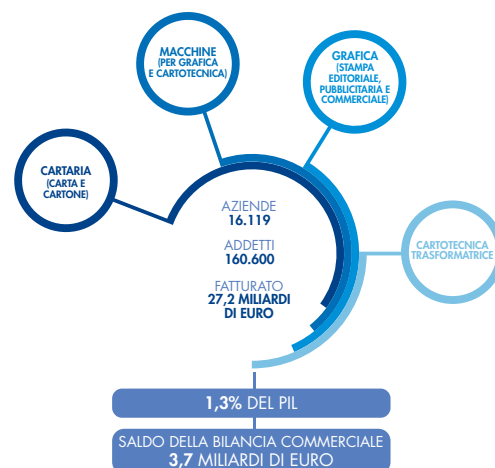 MACCHINE
(PER GRAFICA
E CARTOTECNICA)
GRAFICA
(STAMPA
EDITORIALE,
PUBBLICITARIA E
COMMERCIALE)
CARTARIA
(CARTA E
CARTONE)
AZIENDE
16.119
ADDETTI
160.600
FATTURATO
27,2 MILIARDI
DI EURO
CARTOTECNICA
TRASFORMATRICE
1,3% DEL PIL
SALDO DELLA BILANCIA COMMERCIALE
3,7 MILIARDI DI EURO